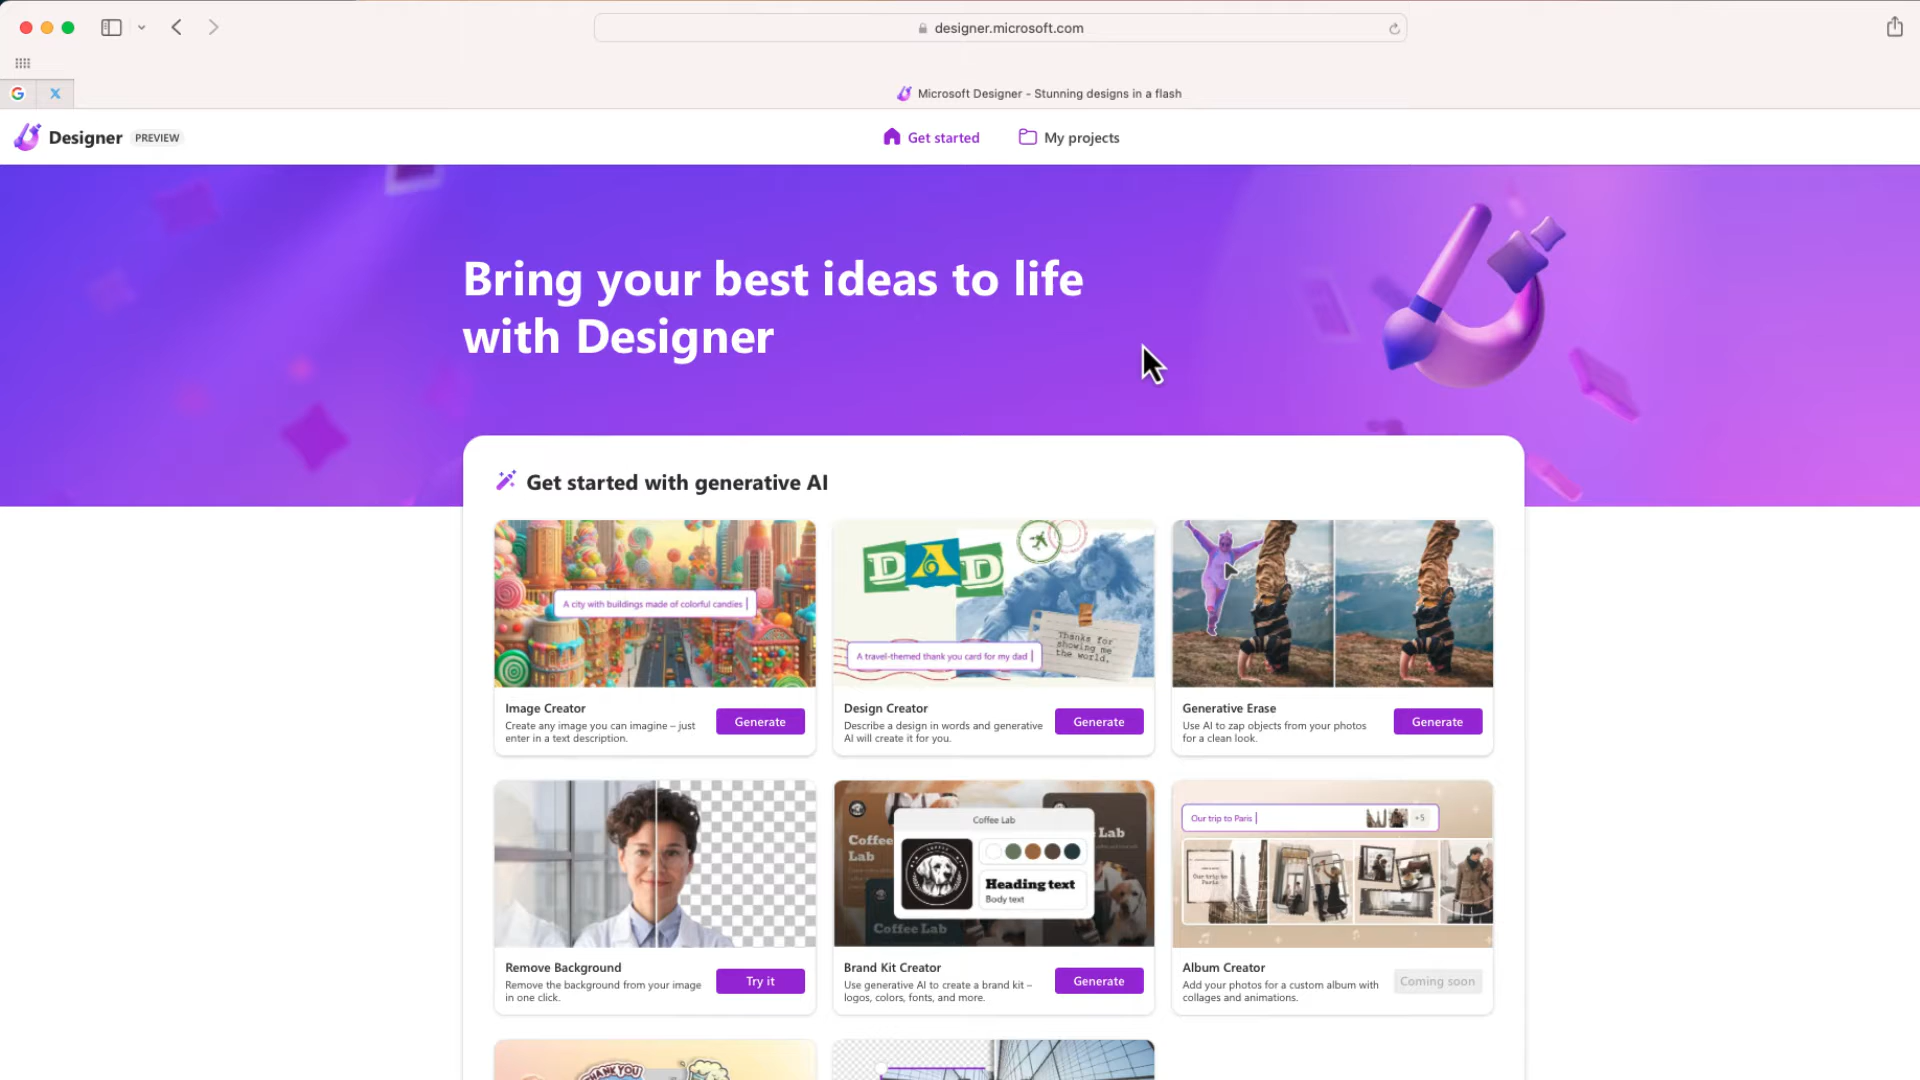 designer.microsoft.com
Microsoft Designer - Stunning designs in a flash
Designer PREVIEW
Get started
My projects
Bring your best ideas to life
with Designer
Get started with generative AI
A city with buildings made of colorful candies
DAD
A travel-themed thank you card for my dad
Thanks for
showing me
the world,
Image Creator
Create any image you can imagine – just
enter in a text description.
Generate
Design Creator
Describe a design in words and generative
AI will create it for you.
Generate
Generative Erase
Use AI to zap objects from your photos
for a clean look.
Generate
Coffee Lab
Coffee
Lab
Lab
Heading text
Body text
Coffee Lab
Our trip to Paris
+5
Our trip to
Paris
Remove Background
Remove the background from your image
in one click.
Try it
Brand Kit Creator
Use generative AI to create a brand kit –
logos, colors, fonts, and more.
Generate
Album Creator
Add your photos for a custom album with
collages and animations.
Coming soon
THANK YOU